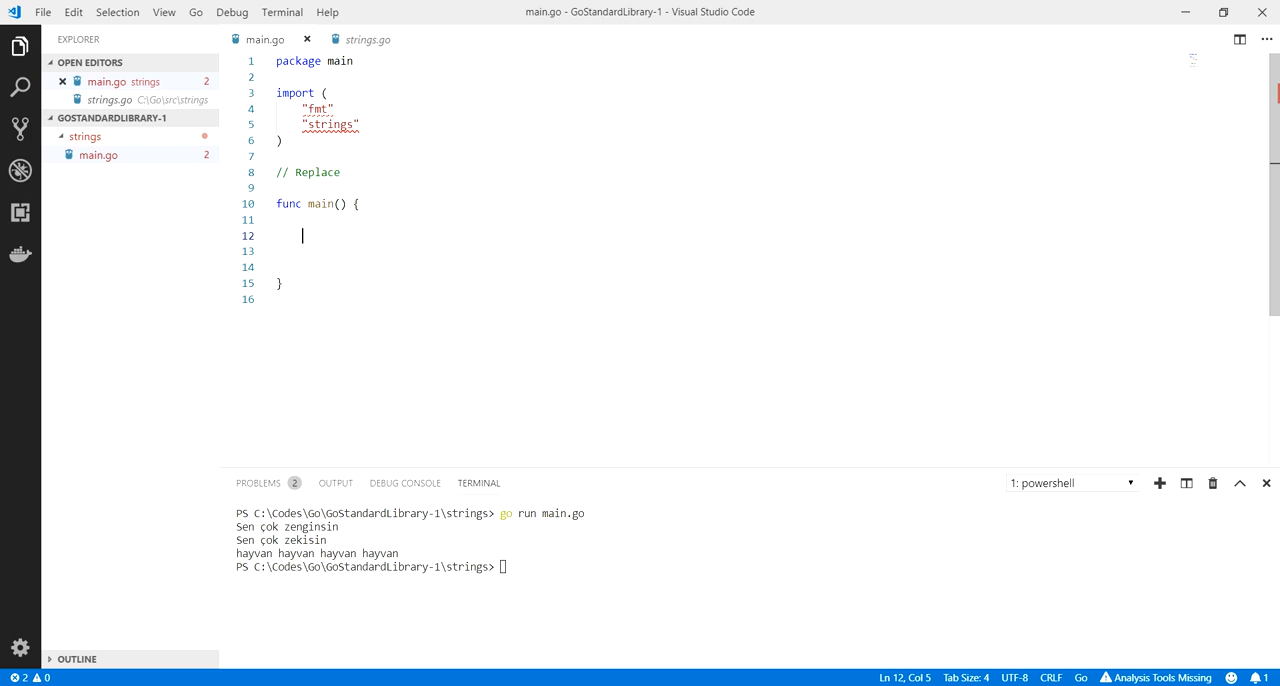 File Edit Selection View Go Debug Terminal Help
main.go - GoStandardLibrary-1 - Visual Studio Code
EXPLORER
OPEN EDITORS
main.go strings 2
strings.go C:\Go\src\strings
GOSTANDARDLIBRARY-1
strings
main.go 2
OUTLINE
main.go
strings.go
1 package main
2
3 import (
4 "fmt"
5 "strings"
6 )
7
8 // Replace
9
10 func main() {
11
12
13
14
15 }
16
PROBLEMS 2 OUTPUT DEBUG CONSOLE TERMINAL
1: powershell
PS C:\Codes\Go\GoStandardLibrary-1\strings> go run main.go
Sen çok zenginsin
Sen çok zekisin
hayvan hayvan hayvan hayvan
PS C:\Codes\Go\GoStandardLibrary-1\strings>
2 0
Ln 12, Col 5 Tab Size: 4 UTF-8 CRLF Go Analysis Tools Missing 1